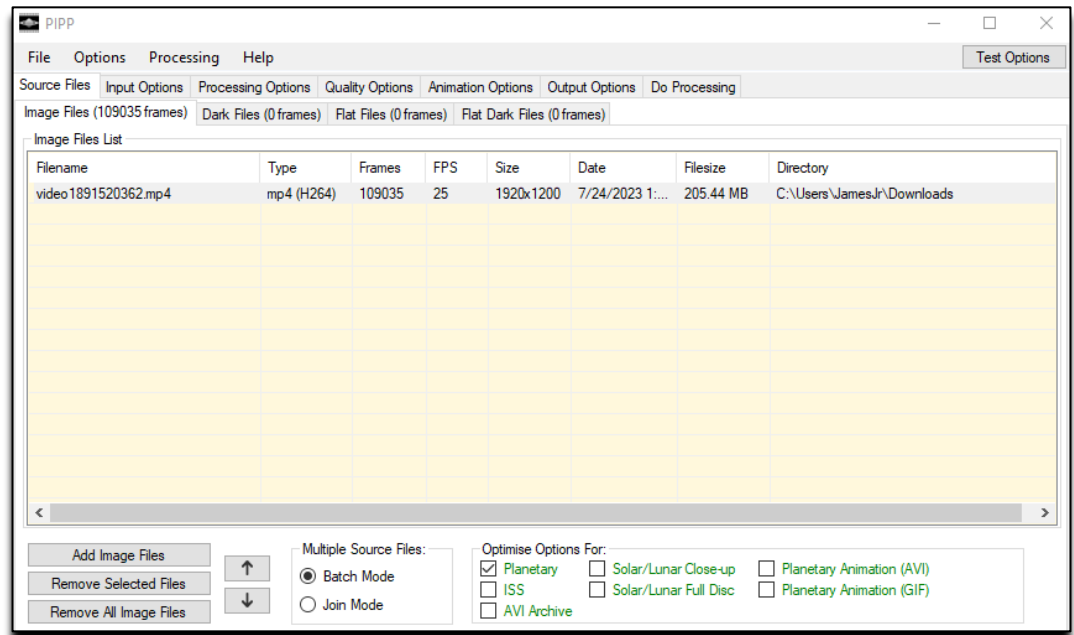 PIPP
File Options Processing Help Test Options
Source Files Input Options Processing Options Quality Options Animation Options Output Options Do Processing
Image Files (109035 frames) Dark Files (0 frames) Flat Files (0 frames) Flat Dark Files (0 frames)
Image Files List
Filename Type Frames FPS Size Date Filesize Directory
video1891520362.mp4 mp4 (H264) 109035 25 1920x1200 7/24/2023 1:... 205.44 MB C:\Users\JamesJr\Downloads
Add Image Files
Remove Selected Files
Remove All Image Files
Multiple Source Files:
Batch Mode
Join Mode
Optimise Options For:
Planetary Solar/Lunar Close-up Planetary Animation (AVI)
ISS Solar/Lunar Full Disc Planetary Animation (GIF)
AVI Archive